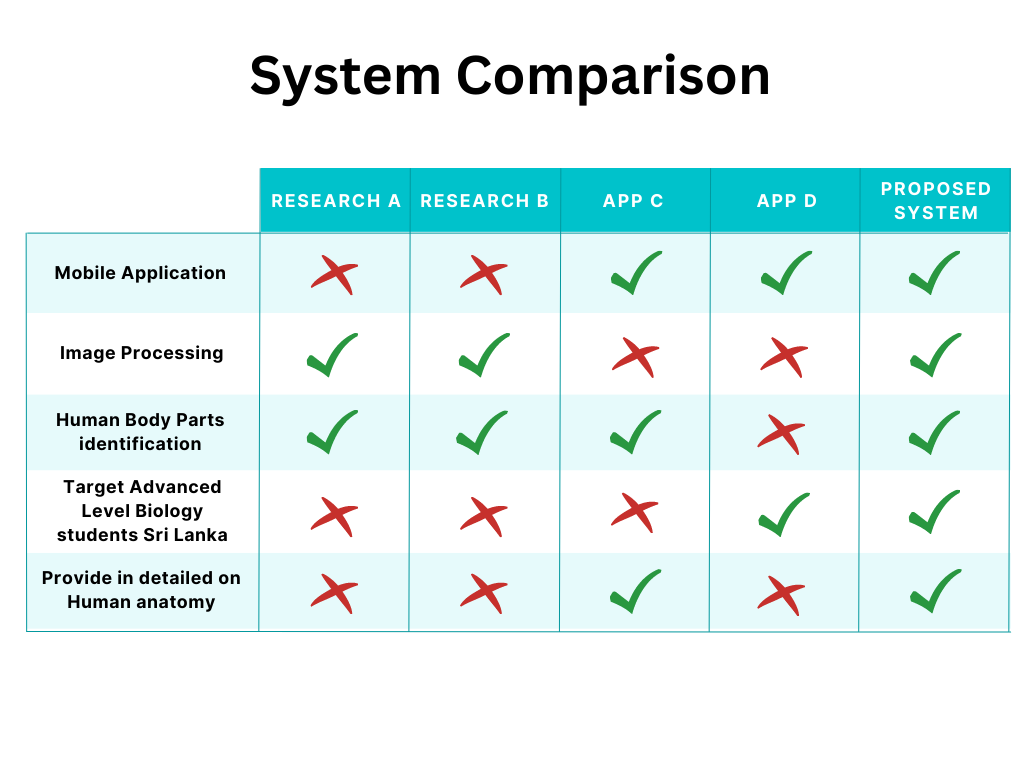 System Comparison
RESEARCH A
RESEARCH B
APP C
APP D
PROPOSED
SYSTEM
Mobile Application
Image Processing
Human Body Parts
identification
Target Advanced
Level Biology
students Sri Lanka
Provide in detailed on
Human anatomy